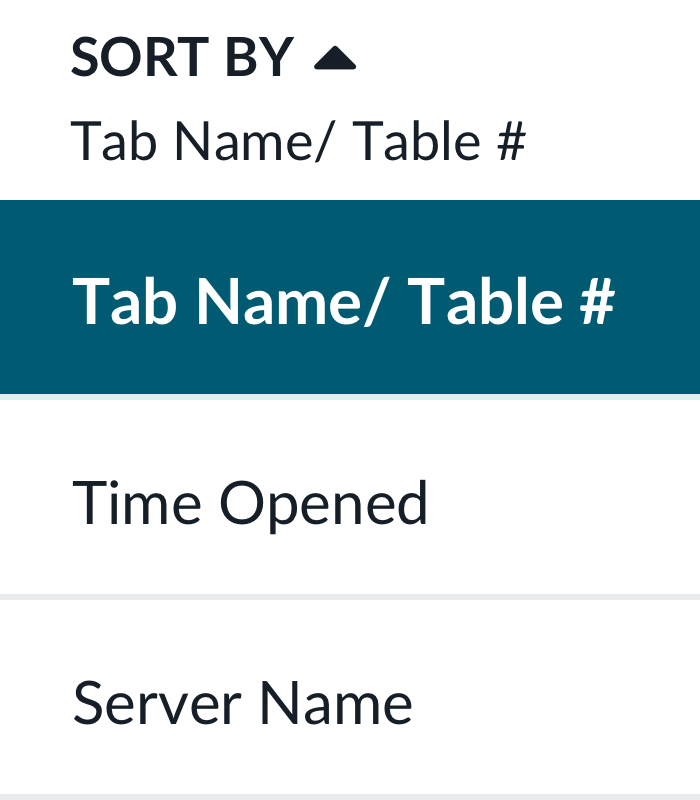 SORT BY
Tab Name/ Table #
Tab Name/ Table #
Time Opened
Server Name